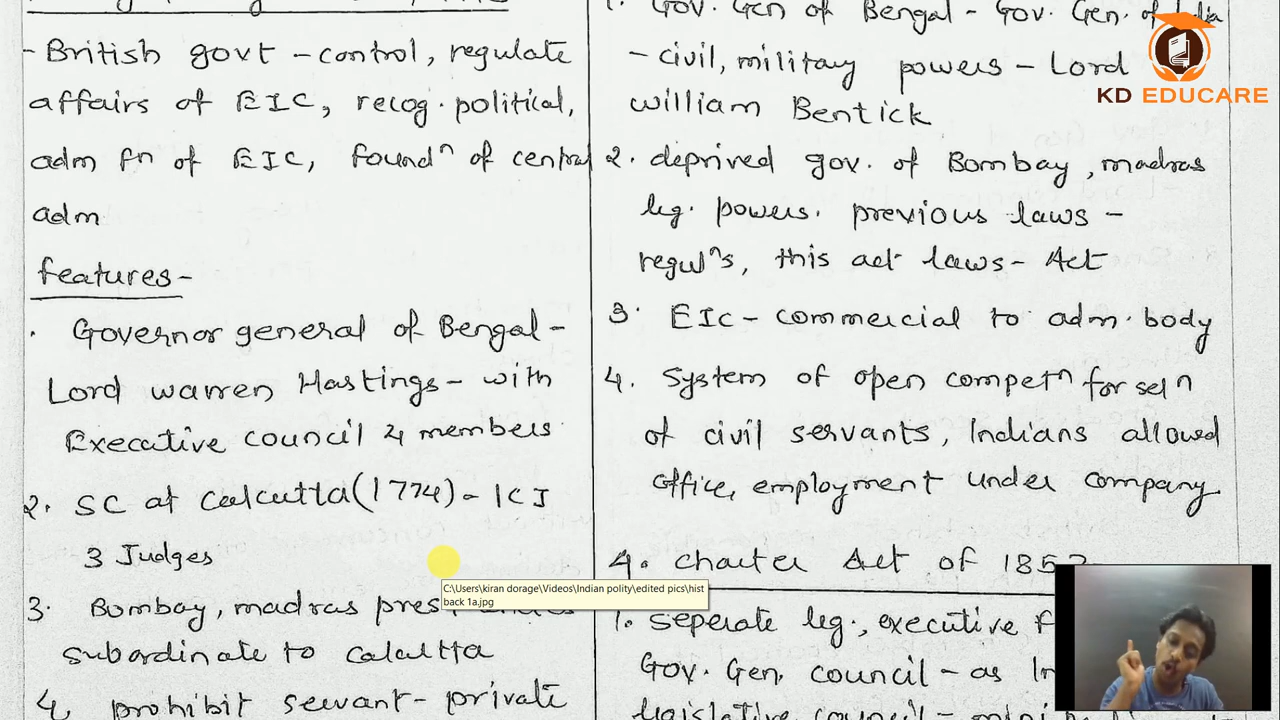 - British govt - control, regulate
affairs of EIC, recog. political,
adm fn of EIC, foundn of central
adm
features -
. Governor general of Bengal -
Lord warren Hastings - with
Executive council 4 members
2. SC at calcutta (1774) - 1CJ
3 Judges
3. Bombay, madras pres
subordinate to calcutta
4 prohibit servant - private
1. Gov. Gen of Bengal - Gov. Gen. of India
- civil, military powers - Lord
william Bentick
2. deprived gov. of Bombay, madras
leg. powers. previous laws -
reguln's, this act laws - Act
3. EIC - commercial to adm. body
4. System of open competn for seln
of civil servants, Indians allowed
office, employment under company
4. charter Act of 1853
1. seperate leg., executive
Gov. Gen. council - as
legislative council -
KD EDUCARE
C:\Users\kiran dorage\Videos\Indian polity\edited pics\hist
back 1a.jpg